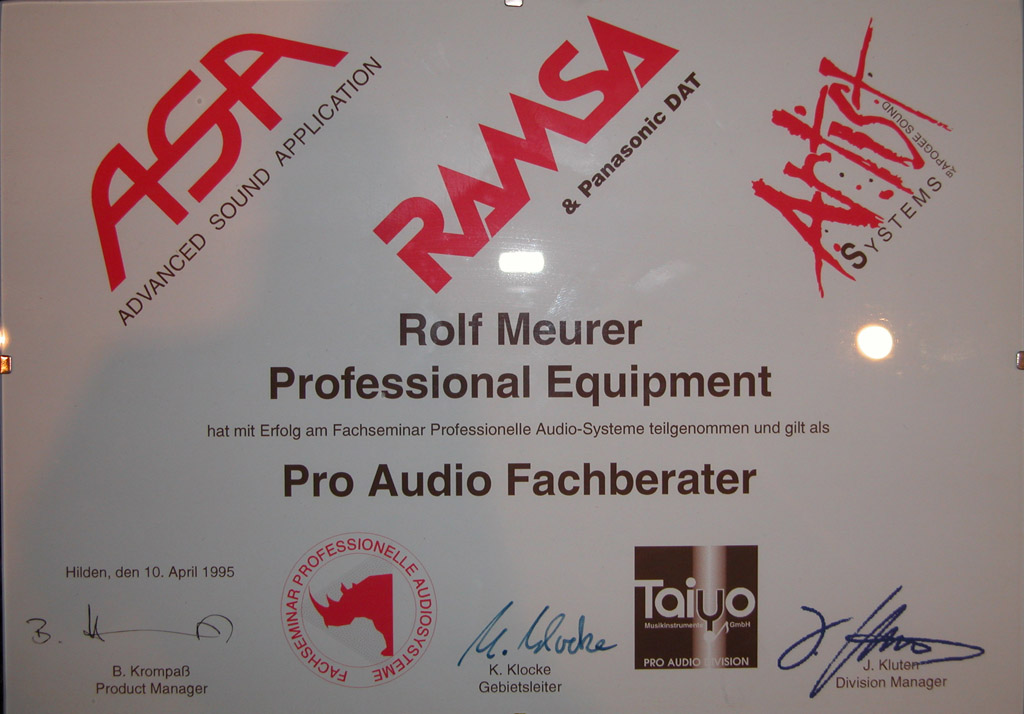 ASA
ADVANCED SOUND APPLICATION
RAMSA
& Panasonic DAT
Artist
SYSTEMS
BY APOGEE SOUND
Rolf Meurer
Professional Equipment
hat mit Erfolg am Fachseminar Professionelle Audio-Systeme teilgenommen und gilt als
Pro Audio Fachberater
Hilden, den 10. April 1995
B. Krompaß
Product Manager
FACHSEMINAR PROFESSIONELLE AUDIOSYSTEME
K. Klocke
K. Klocke
Gebietsleiter
Taiyo
Musikinstrumente GmbH
PRO AUDIO DIVISION
J. Kluten
Division Manager